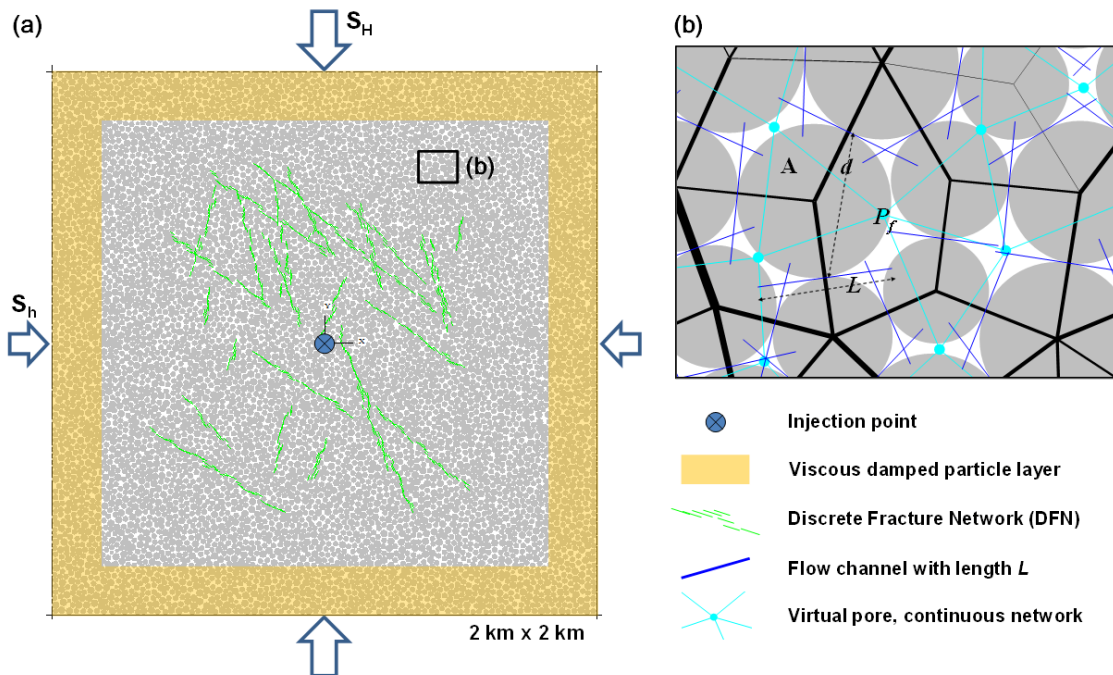 (a)
S_H
(b)
S_h
Y
X
2 km x 2 km
(b)
A
d
P_f
L
Injection point
Viscous damped particle layer
Discrete Fracture Network (DFN)
Flow channel with length L
Virtual pore, continuous network